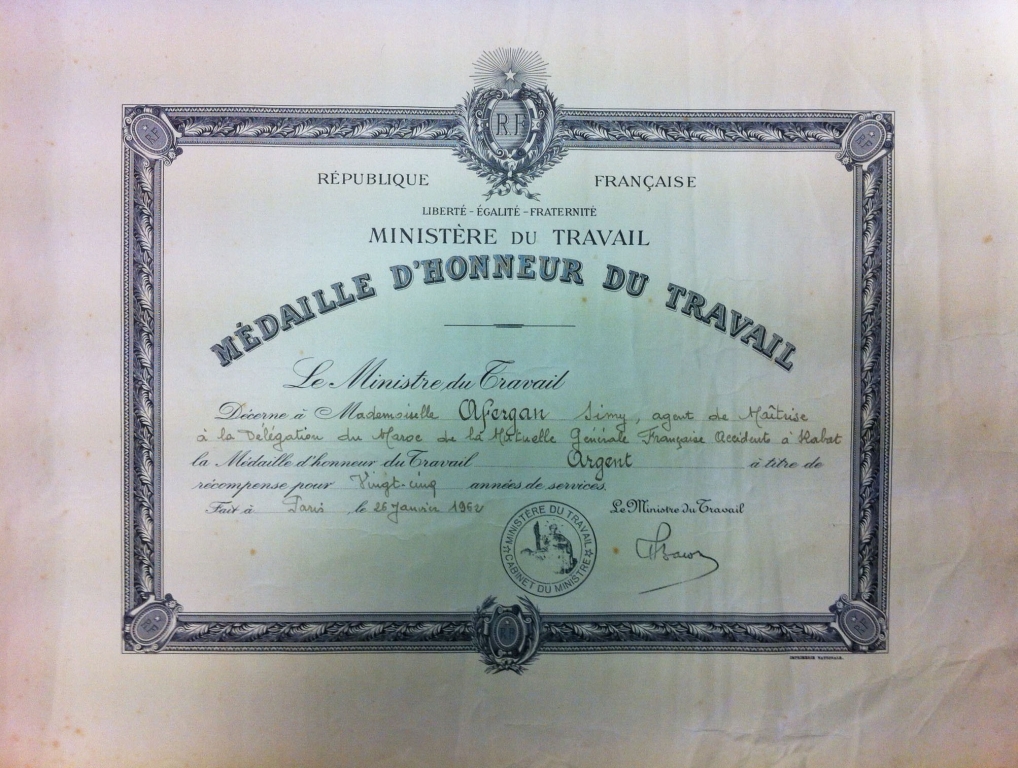 R.F
RÉPUBLIQUE FRANÇAISE
LIBERTÉ - ÉGALITÉ - FRATERNITÉ
MINISTÈRE DU TRAVAIL
MÉDAILLE D'HONNEUR DU TRAVAIL
Le Ministre du Travail
Décerne à Mademoiselle Afergan Simy, agent de Maîtrise
à la Délégation du Maroc de la Mutuelle Générale Française Accidents à Rabat
la Médaille d'honneur du Travail Argent à titre de
récompense pour Vingt-cinq années de services.
Fait à Paris le 26 Janvier 1962 Le Ministre du Travail
MINISTÈRE DU TRAVAIL
CABINET DU MINISTRE
IMPRIMERIE NATIONALE.